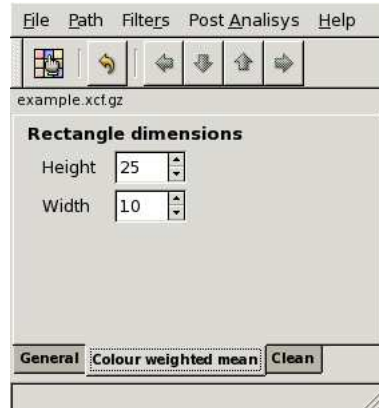 File Path Filters Post Analisys Help
example.xcf.gz
Rectangle dimensions
Height 25
Width 10
General Colour weighted mean Clean